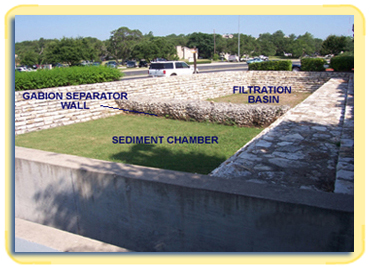 GABION SEPARATOR
WALL
FILTRATION
BASIN
SEDIMENT CHAMBER